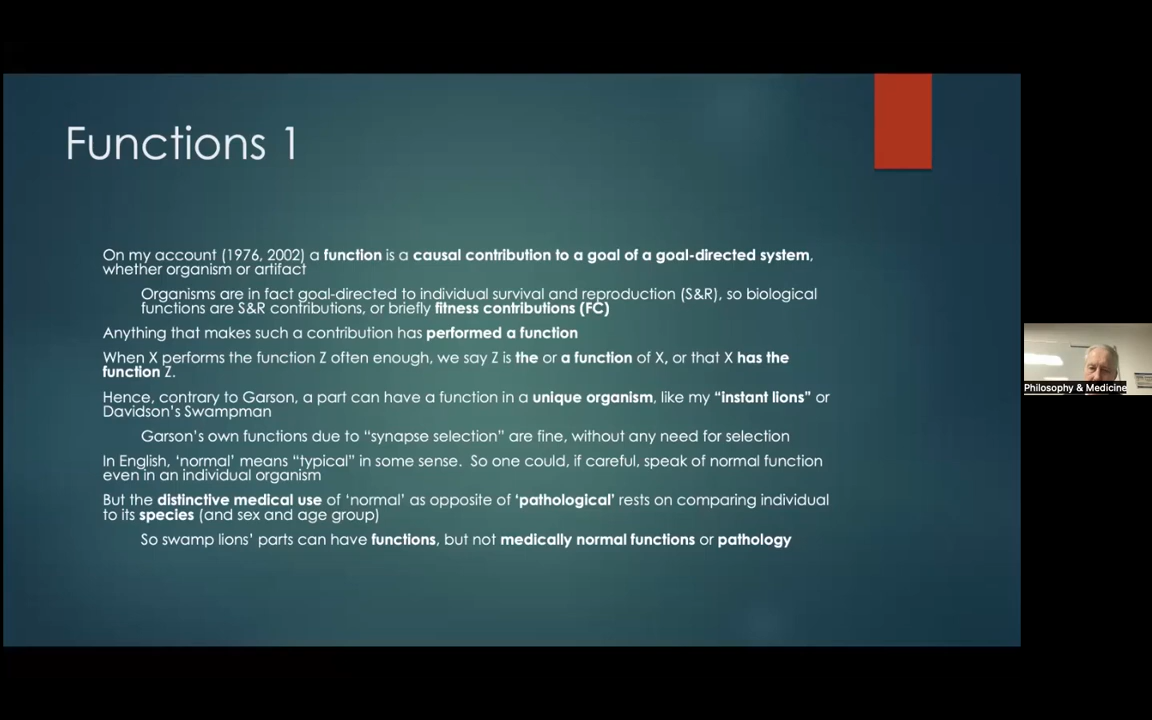 Functions 1
On my account (1976, 2002) a function is a causal contribution to a goal of a goal-directed system,
whether organism or artifact
Organisms are in fact goal-directed to individual survival and reproduction (S&R), so biological
functions are S&R contributions, or briefly fitness contributions (FC)
Anything that makes such a contribution has performed a function
When X performs the function Z often enough, we say Z is the or a function of X, or that X has the
function Z.
Hence, contrary to Garson, a part can have a function in a unique organism, like my “instant lions” or
Davidson’s Swampman
Garson’s own functions due to “synapse selection” are fine, without any need for selection
In English, ‘normal’ means “typical” in some sense. So one could, if careful, speak of normal function
even in an individual organism
But the distinctive medical use of ‘normal’ as opposite of ‘pathological’ rests on comparing individual
to its species (and sex and age group)
So swamp lions’ parts can have functions, but not medically normal functions or pathology
Philosophy & Medicine